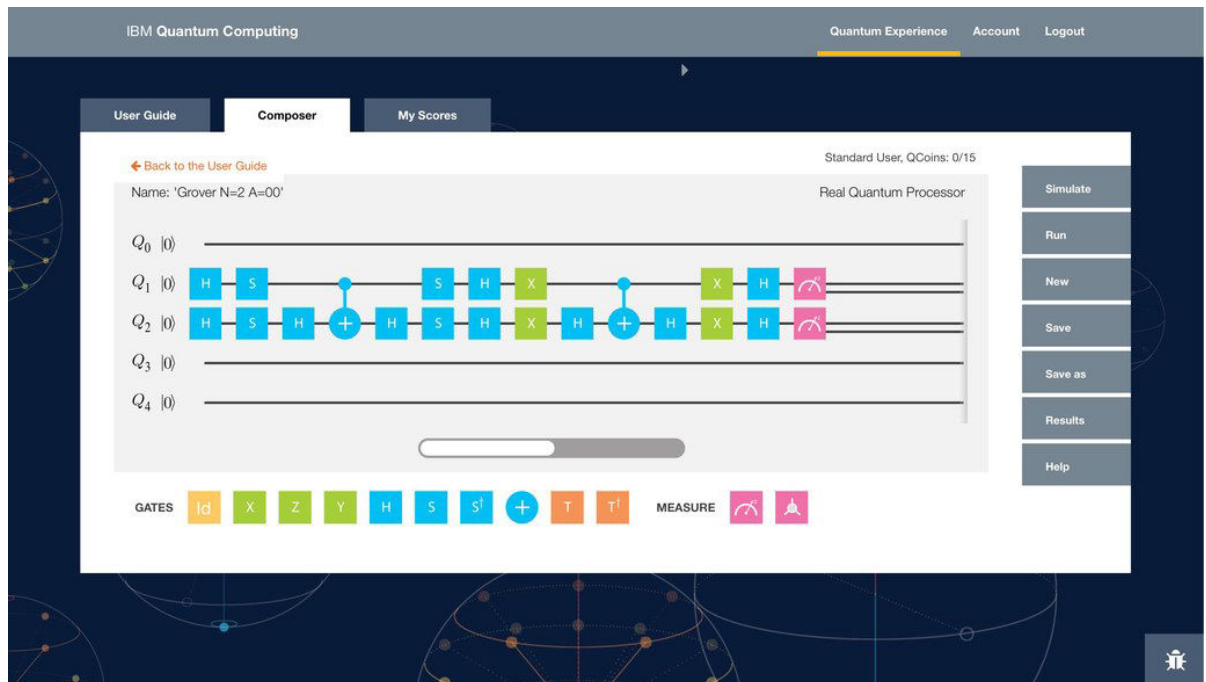 IBM Quantum Computing
Quantum Experience Account Logout
User Guide Composer My Scores
Back to the User Guide
Standard User, QCoins: 0/15
Name: 'Grover N=2 A=00'
Real Quantum Processor
Q0 |0⟩
Q1 |0⟩ H S S H X X H
Q2 |0⟩ H S H + H S H X H + H X H
Q3 |0⟩
Q4 |0⟩
Simulate
Run
New
Save
Save as
Results
Help
GATES Id X Z Y H S S† + T T† MEASURE